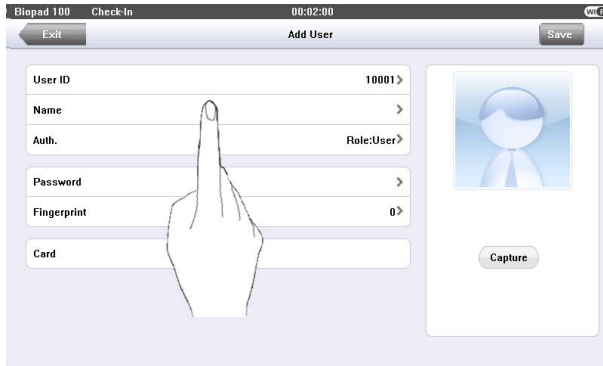 Biopad 100 Check-In 00:02:00
Exit Add User Save
User ID 10001
Name
Auth. Role:User
Password
Fingerprint 0
Card
Capture